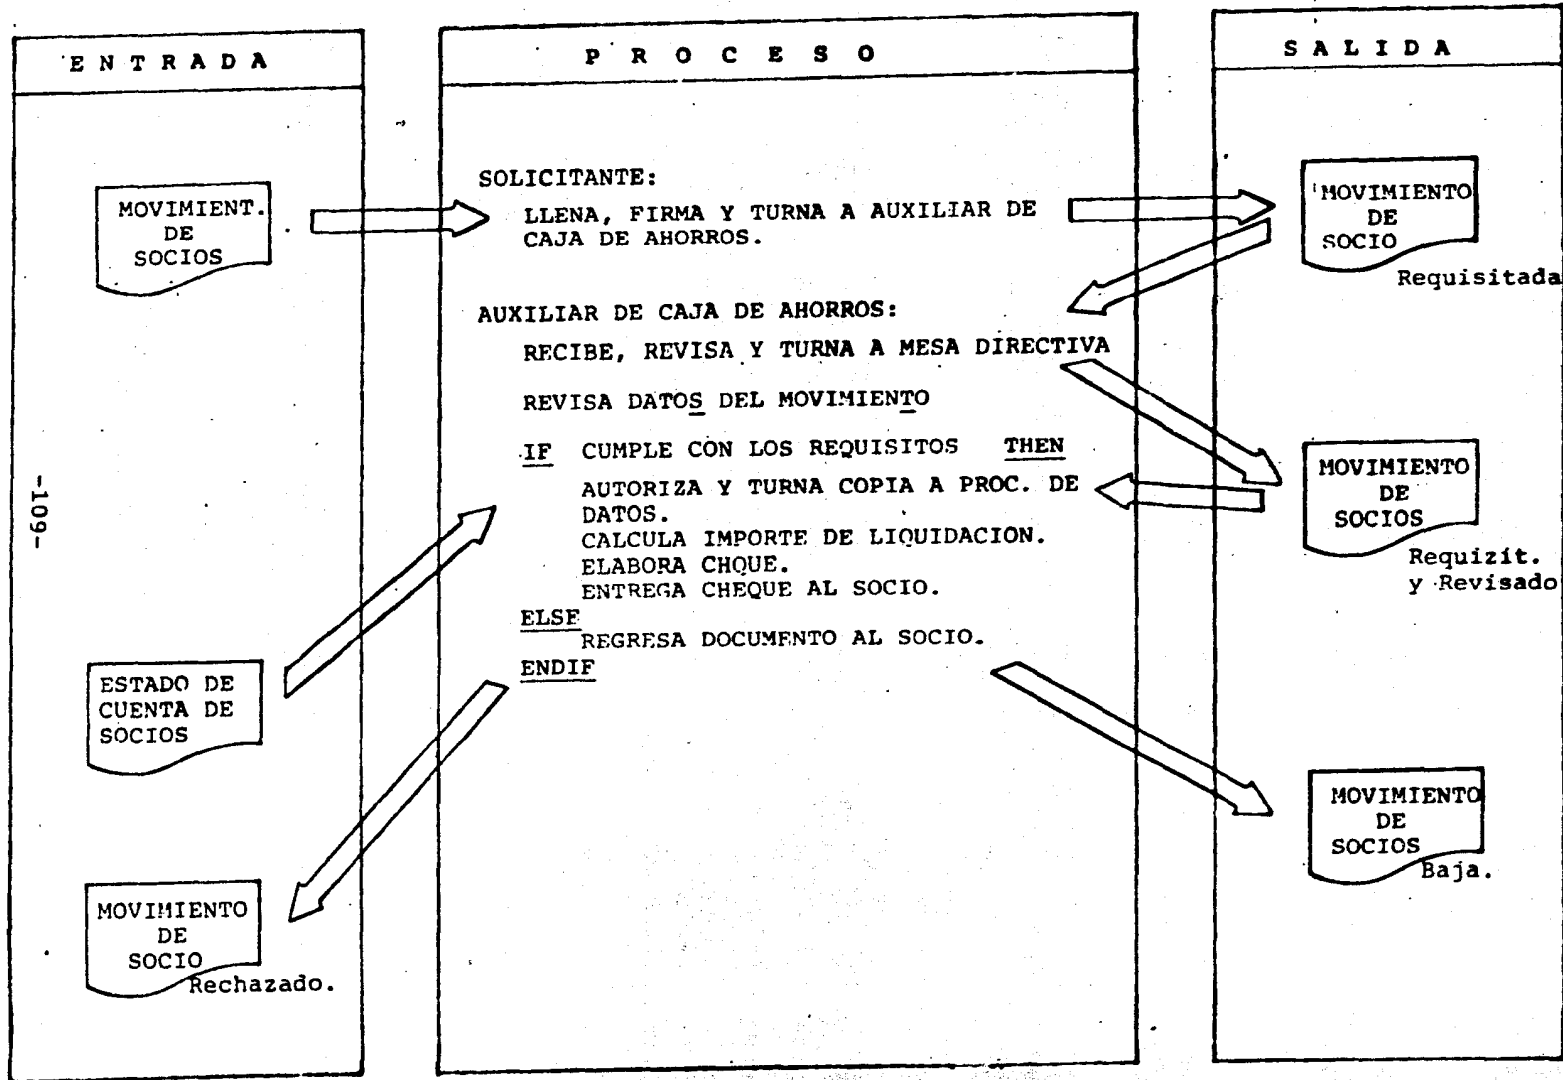 E N T R A D A
MOVIMIENT.
DE
SOCIOS
ESTADO DE
CUENTA DE
SOCIOS
MOVIMIENTO
DE
SOCIO
Rechazado.
P R O C E S O
SOLICITANTE:
LLENA, FIRMA Y TURNA A AUXILIAR DE
CAJA DE AHORROS.
AUXILIAR DE CAJA DE AHORROS:
RECIBE, REVISA Y TURNA A MESA DIRECTIVA
REVISA DATOS DEL MOVIMIENTO
IF CUMPLE CON LOS REQUISITOS THEN
AUTORIZA Y TURNA COPIA A PROC. DE
DATOS.
CALCULA IMPORTE DE LIQUIDACION.
ELABORA CHQUE.
ENTREGA CHEQUE AL SOCIO.
ELSE
REGRESA DOCUMENTO AL SOCIO.
ENDIF
S A L I D A
MOVIMIENTO
DE
SOCIO
Requisitada
MOVIMIENTO
DE
SOCIOS
Requizit.
y Revisado
MOVIMIENTO
DE
SOCIOS
Baja.
-109-